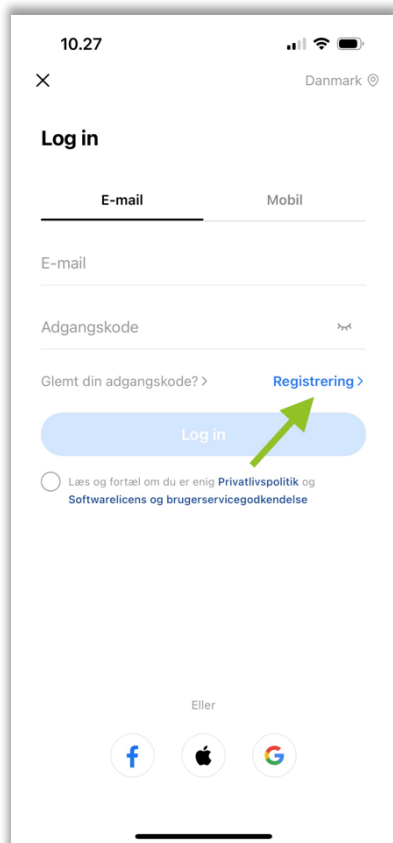 10.27
Danmark
Log in
E-mail Mobil
E-mail
Adgangskode
Glemt din adgangskode? > Registrering >
Log in
Læs og fortæl om du er enig Privatlivspolitik og
Softwarelicens og brugerservicegodkendelse
Eller